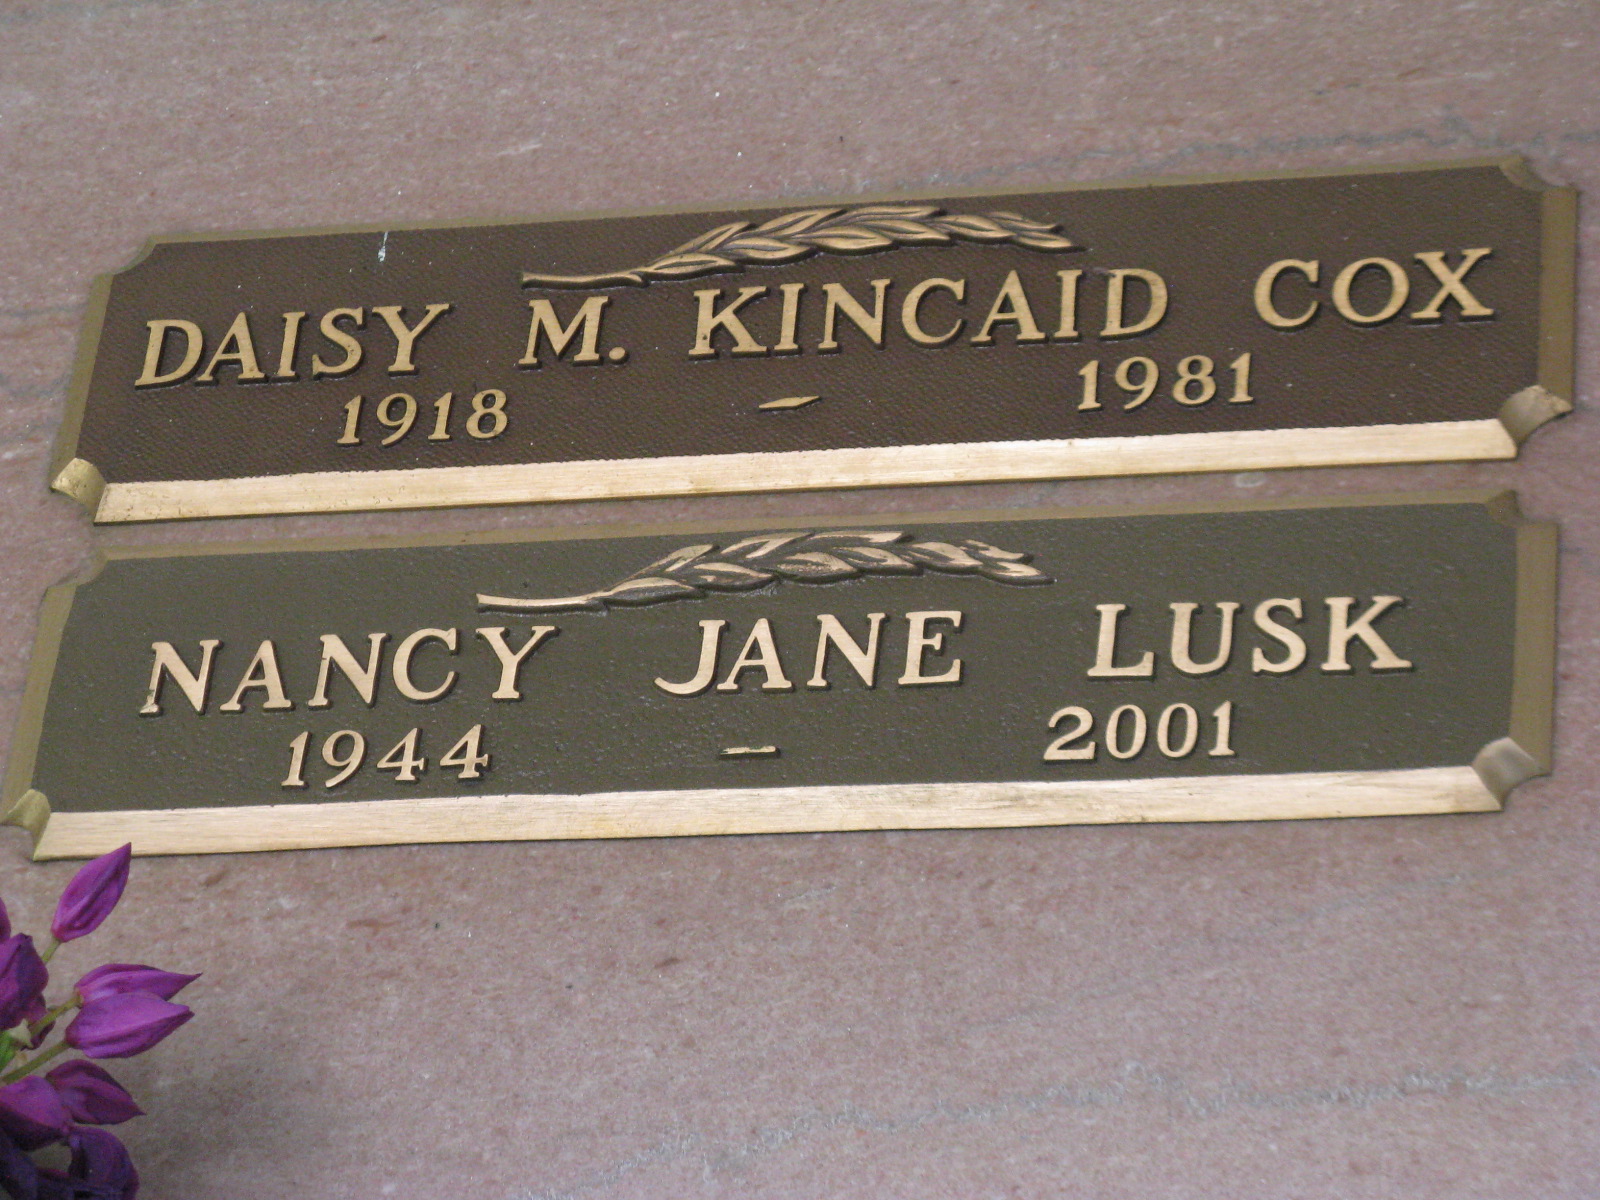 DAISY M. KINCAID COX
1918 - 1981
NANCY JANE LUSK
1944 - 2001